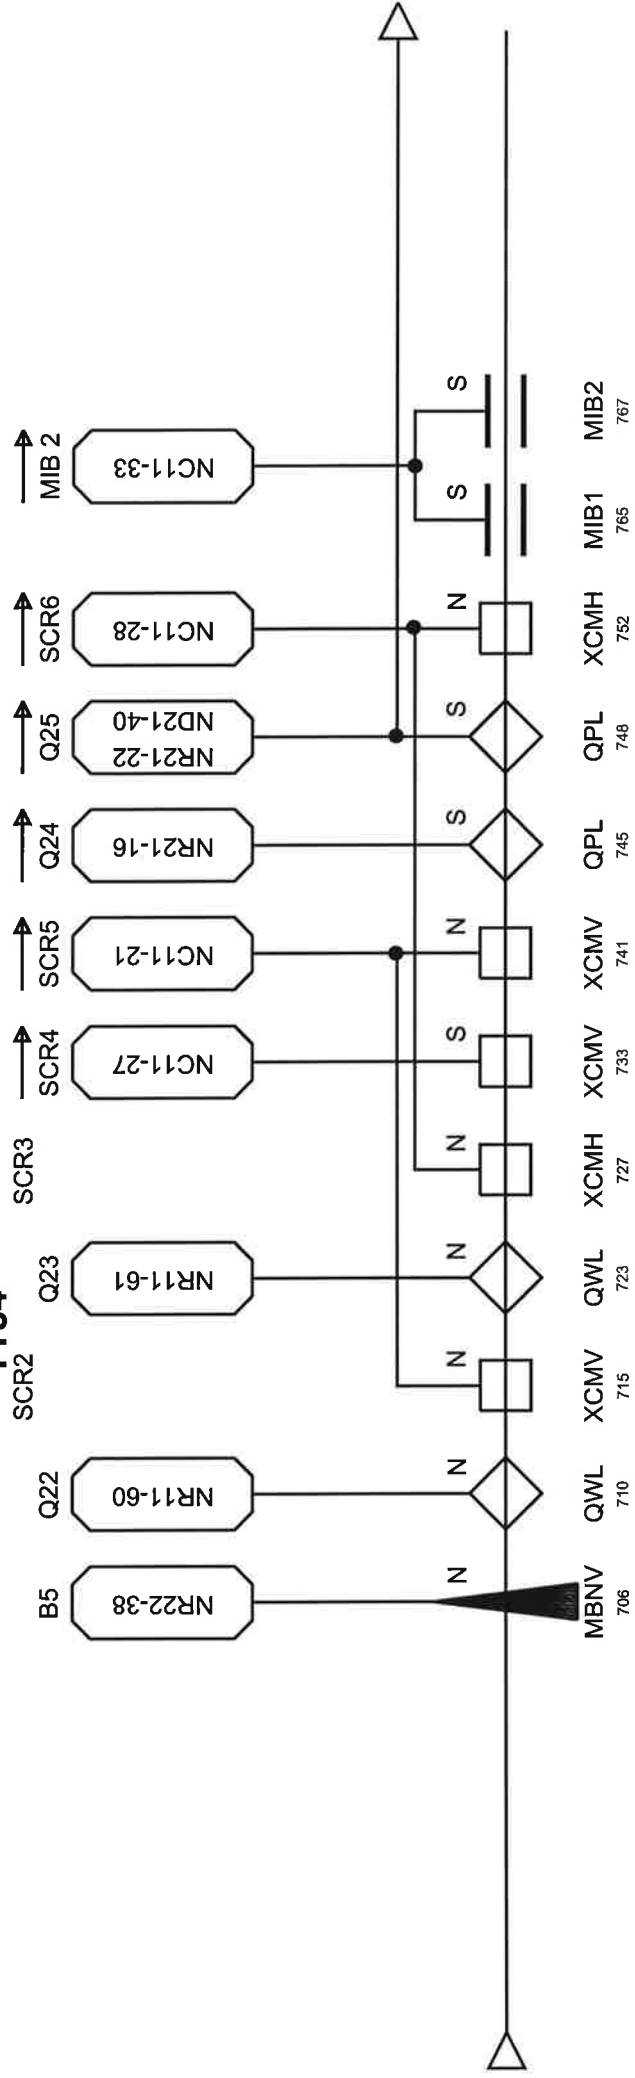 B5
Q22
SCR2
Q23
SCR3
SCR4
SCR5
Q24
Q25
SCR6
MIB 2
NR22-38
NR11-60
NR11-61
NC11-27
NC11-21
NR21-16
NR21-22
ND21-40
NC11-28
NC11-33
N
N
N
N
N
S
N
S
S
N
S
S
MBNV
QWL
XCMV
QWL
XCMH
XCMV
XCMV
QPL
QPL
XCMH
MIB1
MIB2
706
710
715
723
727
733
741
745
748
752
765
767